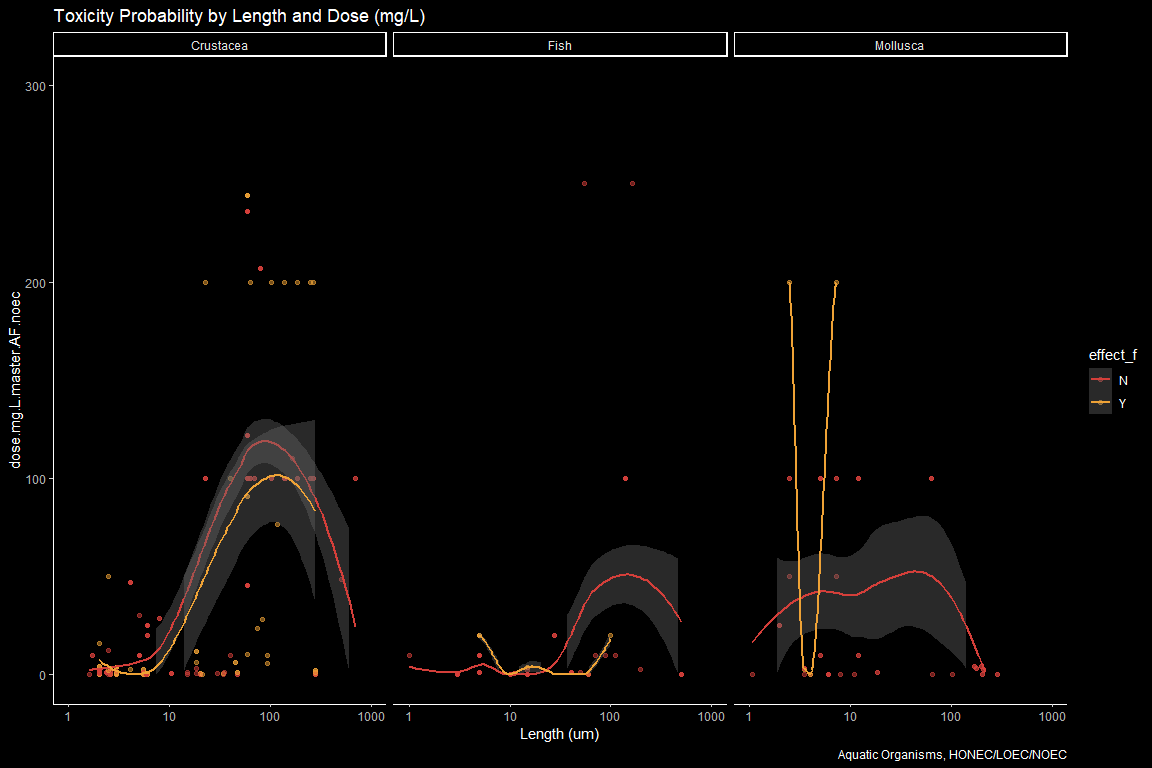 Toxicity Probability by Length and Dose (mg/L)
Crustacea
Fish
Mollusca
dose.mg.L.master.AF.noec
300
200
100
0
1 10 100 1000
1 10 100 1000
1 10 100 1000
Length (um)
effect_f
N
Y
Aquatic Organisms, HONEC/LOEC/NOEC